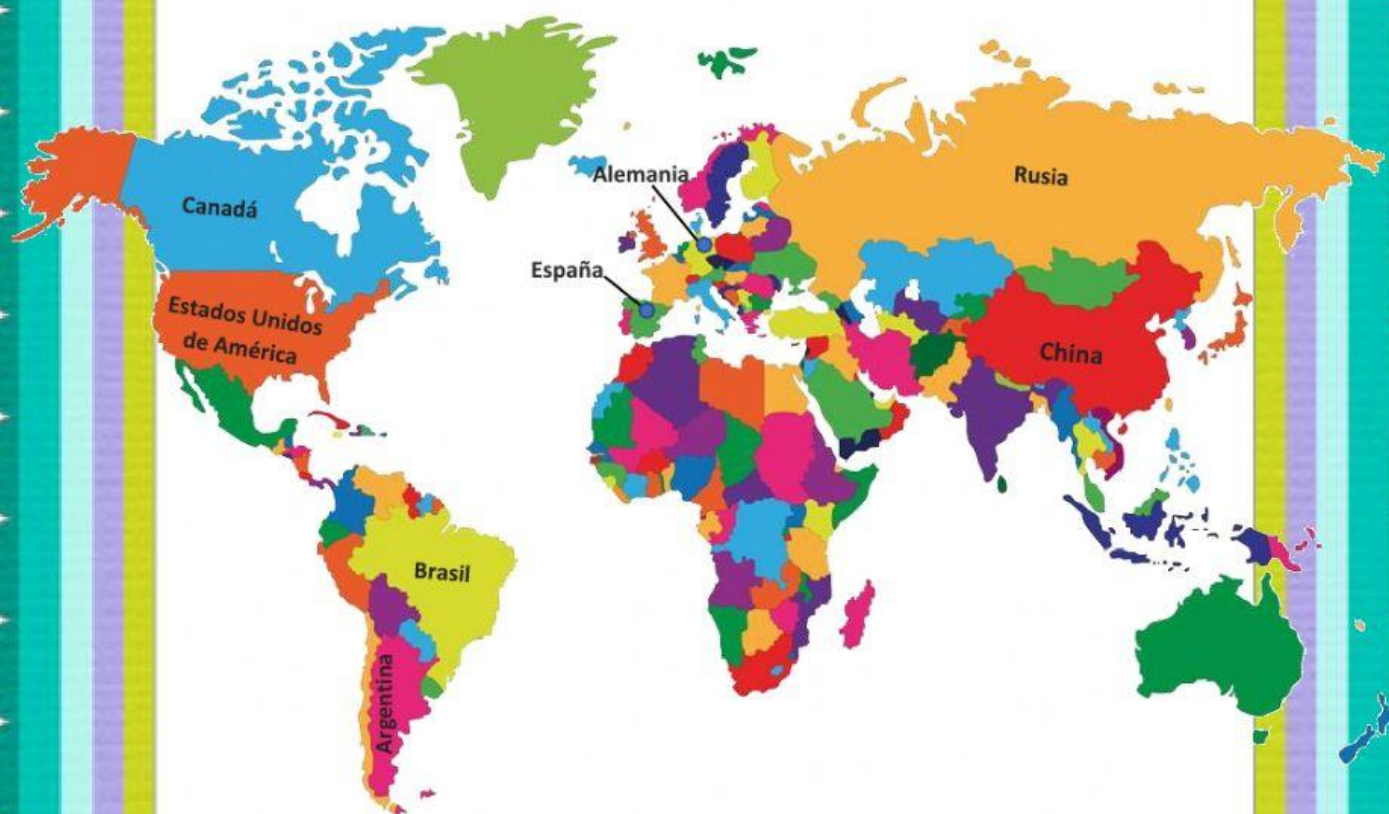 Canadá
Estados Unidos
de América
Alemania
España
Rusia
China
Brasil
Argentina